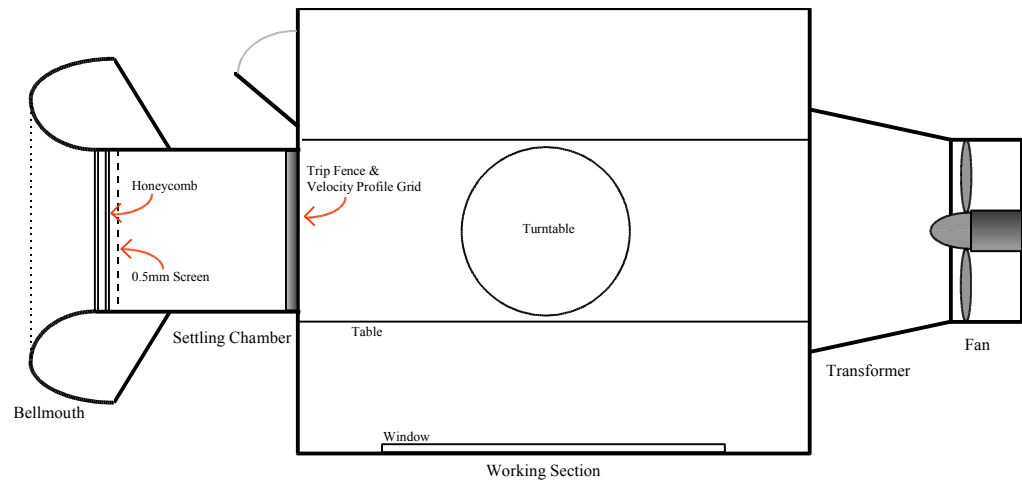 Trip Fence &
Velocity Profile Grid
Honeycomb
Turntable
0.5mm Screen
Table
Settling Chamber
Fan
Transformer
Bellmouth
Window
Working Section